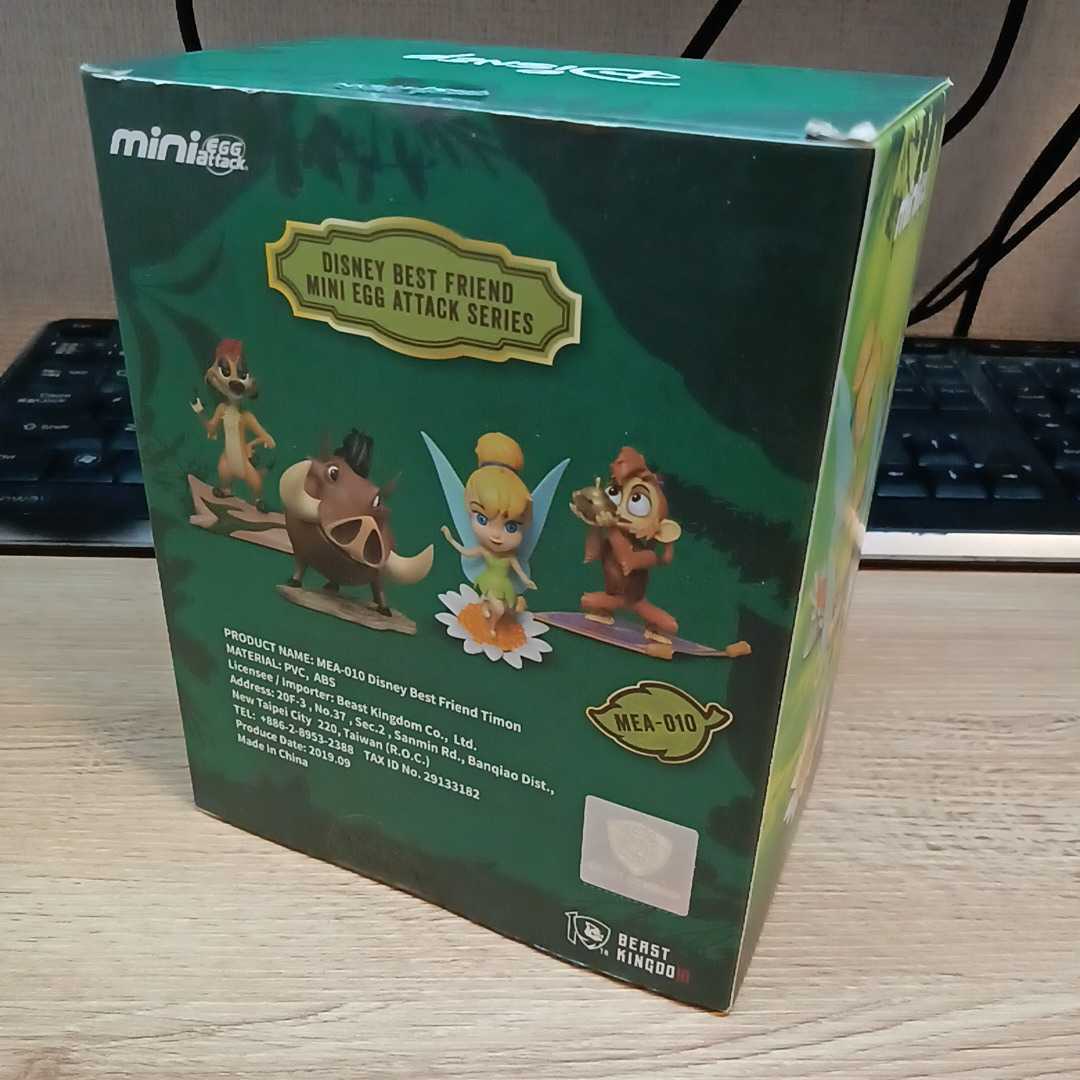 Disney
mini EGG attack
DISNEY BEST FRIEND
MINI EGG ATTACK SERIES
PRODUCT NAME: MEA-010 Disney Best Friend Timon
MATERIAL: PVC, ABS
Licensee / Importer: Beast Kingdom Co., Ltd.
Address: 20F-3 , No.37 , Sec.2 , Sanmin Rd., Banqiao Dist.,
New Taipei City 220, Taiwan (R.O.C.)
TEL: +886-2-8953-2388 TAX ID No. 29133182
Produce Date: 2019.09
Made in China
MEA-010
BEAST
KINGDOM